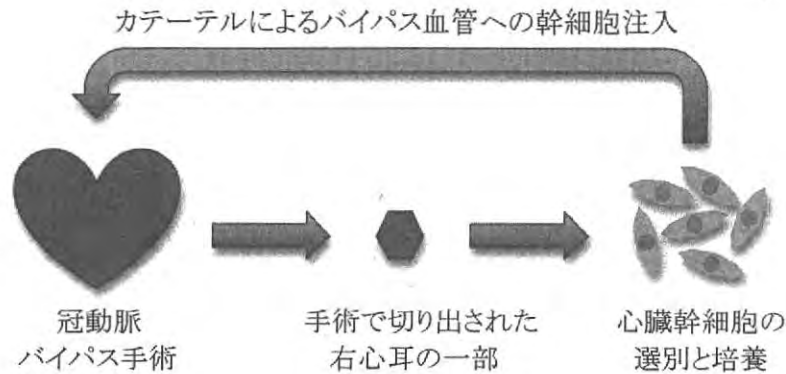 カテーテルによるバイパス血管への幹細胞注入
冠動脈
バイパス手術
手術で切り出された
右心耳の一部
心臓幹細胞の
選別と培養